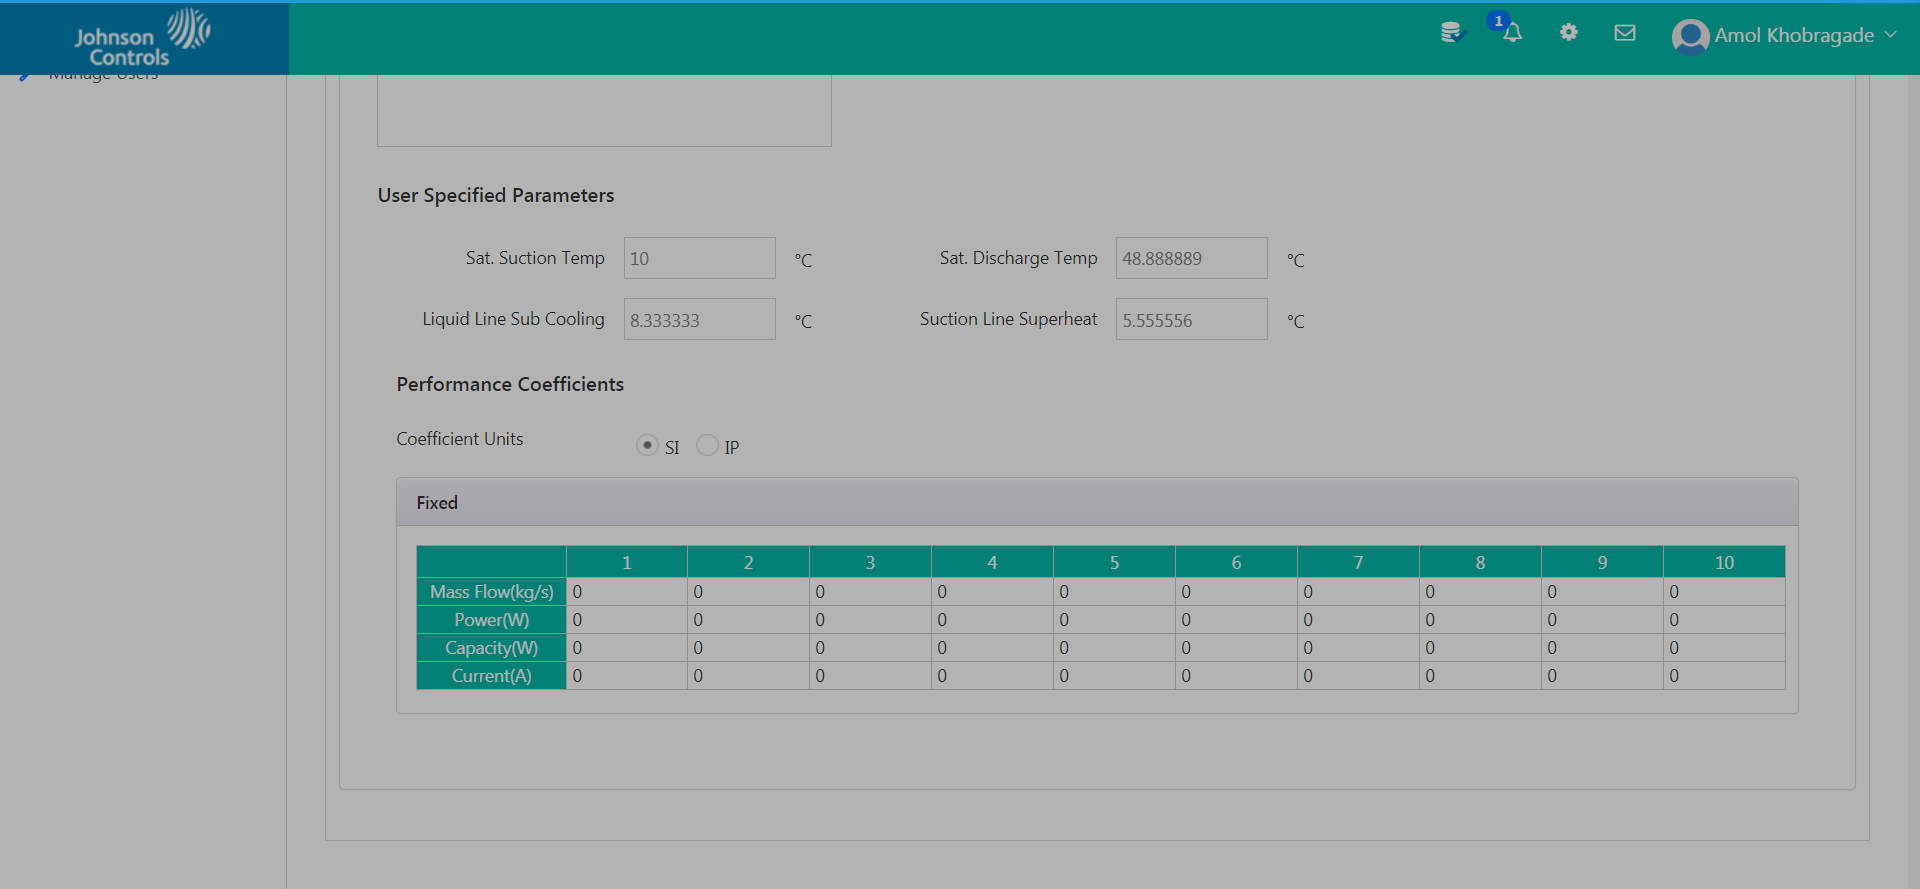 Johnson
Controls
1
Amol Khobragade
Manage Users
User Specified Parameters
Sat. Suction Temp 10 °C Sat. Discharge Temp 48.888889 °C
Liquid Line Sub Cooling 8.333333 °C Suction Line Superheat 5.555556 °C
Performance Coefficients
Coefficient Units SI IP
Fixed
1 2 3 4 5 6 7 8 9 10
Mass Flow(kg/s) 0 0 0 0 0 0 0 0 0 0
Power(W) 0 0 0 0 0 0 0 0 0 0
Capacity(W) 0 0 0 0 0 0 0 0 0 0
Current(A) 0 0 0 0 0 0 0 0 0 0